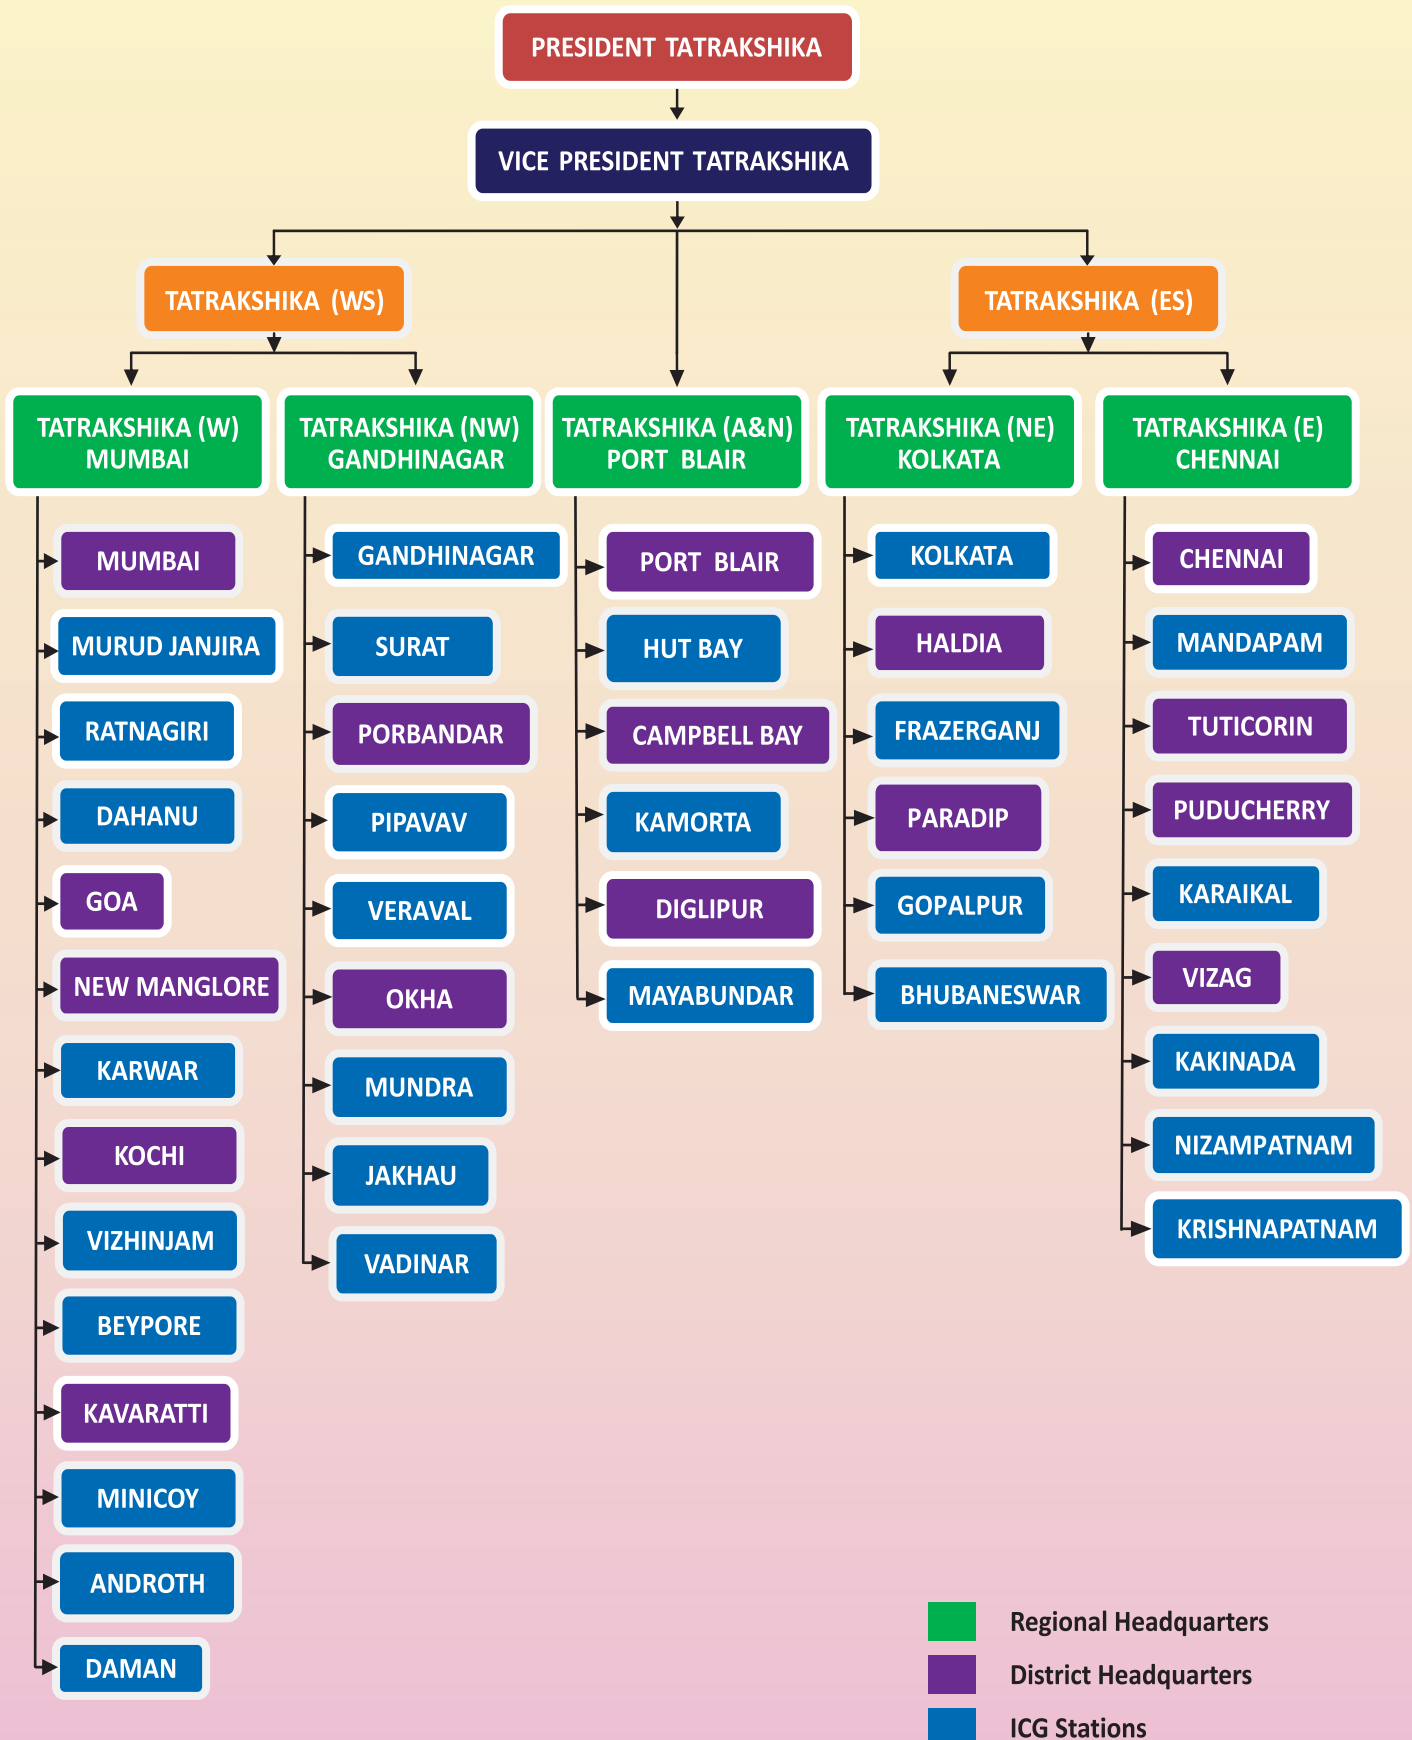 PRESIDENT TATRAKSHIKA
VICE PRESIDENT TATRAKSHIKA
TATRAKSHIKA (WS)
TATRAKSHIKA (ES)
TATRAKSHIKA (W)
MUMBAI
TATRAKSHIKA (NW)
GANDHINAGAR
TATRAKSHIKA (A&N)
PORT BLAIR
TATRAKSHIKA (NE)
KOLKATA
TATRAKSHIKA (E)
CHENNAI
MUMBAI
MURUD JANJIRA
RATNAGIRI
DAHANU
GOA
NEW MANGLORE
KARWAR
KOCHI
VIZHINJAM
BEYPORE
KAVARATTI
MINICOY
ANDROTH
DAMAN
GANDHINAGAR
SURAT
PORBANDAR
PIPAVAV
VERAVAL
OKHA
MUNDRA
JAKHAU
VADINAR
PORT BLAIR
HUT BAY
CAMPBELL BAY
KAMORTA
DIGLIPUR
MAYABUNDAR
KOLKATA
HALDIA
FRAZERGANJ
PARADIP
GOPALPUR
BHUBANESWAR
CHENNAI
MANDAPAM
TUTICORIN
PUDUCHERRY
KARAIKAL
VIZAG
KAKINADA
NIZAMPATNAM
KRISHNAPATNAM
Regional Headquarters
District Headquarters
ICG Stations